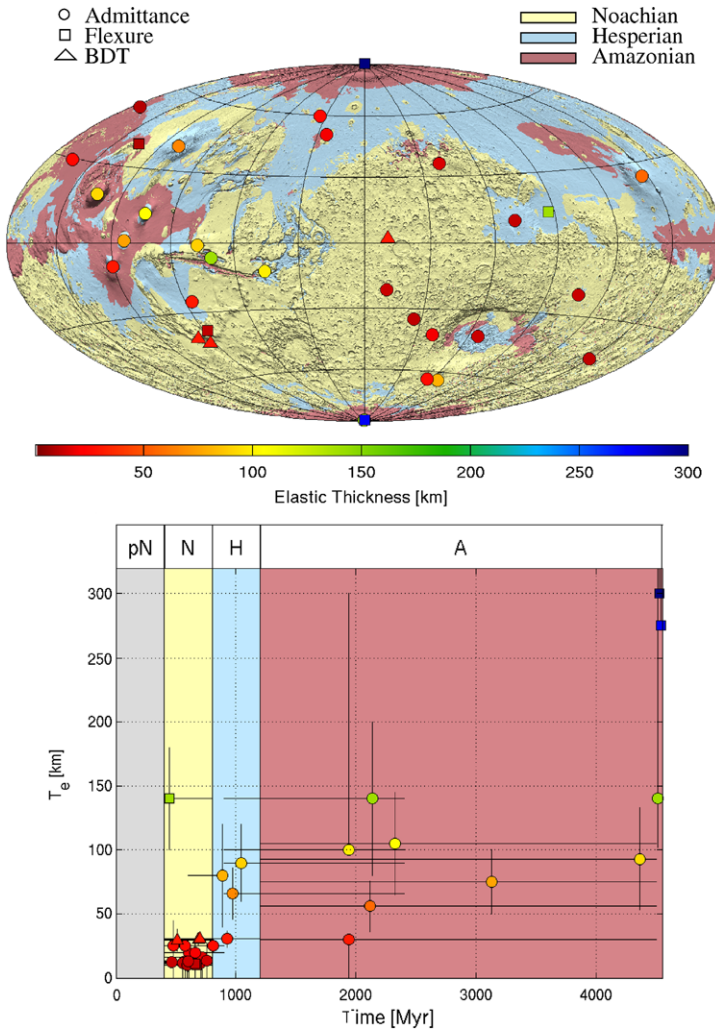 Admittance Noachian
Flexure Hesperian
BDT Amazonian
50 100 150 200 250 300
Elastic Thickness [km]
pN N H A
300
250
200
150
100
50
0
Te [km]
0 1000 2000 3000 4000
Time [Myr]